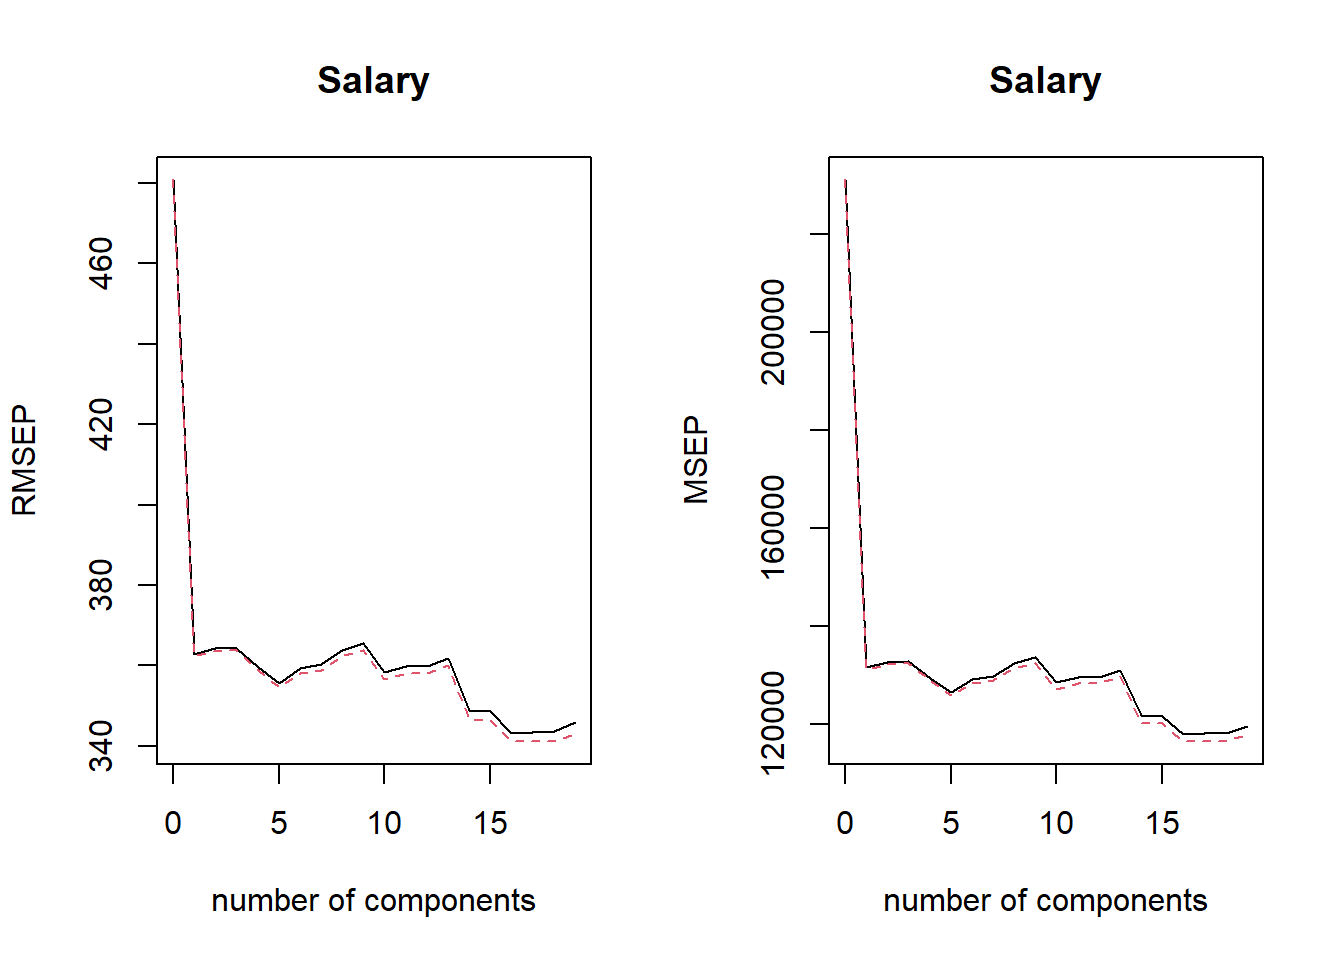 Salary
RMSEP
460
420
380
340
0 5 10 15
number of components
Salary
MSEP
200000
160000
120000
0 5 10 15
number of components